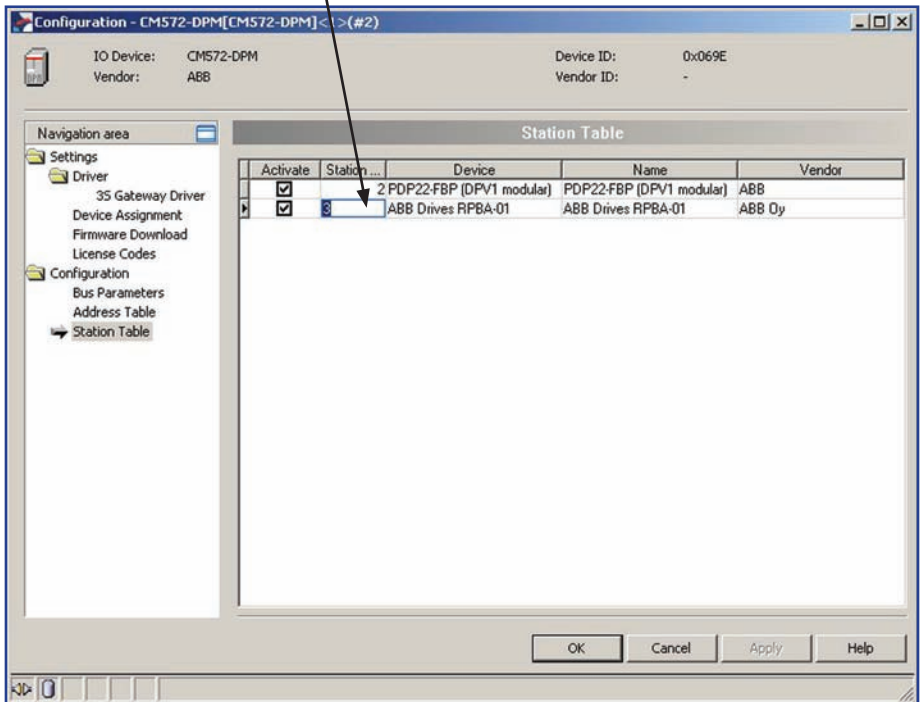 Configuration - CM572-DPM[CM572-DPM]<1>(#2)
IO Device: CM572-DPM Device ID: 0x069E
Vendor: ABB Vendor ID: -
Navigation area
Station Table
Settings
Driver
3S Gateway Driver
Device Assignment
Firmware Download
License Codes
Configuration
Bus Parameters
Address Table
Station Table
Activate Station ... Device Name Vendor
2 PDP22-FBP (DPV1 modular) PDP22-FBP (DPV1 modular) ABB
3 ABB Drives RPBA-01 ABB Drives RPBA-01 ABB Oy
OK Cancel Apply Help